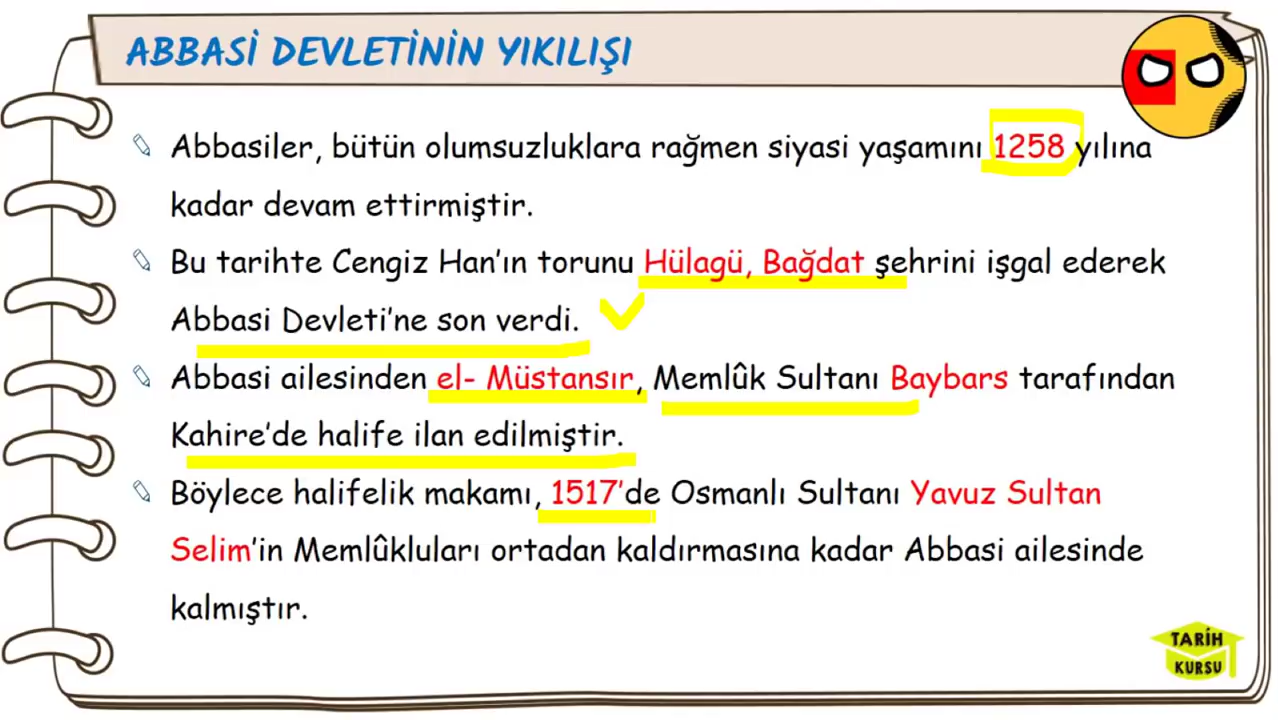 ABBASİ DEVLETİNİN YIKILIŞI
Abbasiler, bütün olumsuzluklara rağmen siyasi yaşamını 1258 yılına
kadar devam ettirmiştir.
Bu tarihte Cengiz Han’ın torunu Hülagü, Bağdat şehrini işgal ederek
Abbasi Devleti’ne son verdi.
Abbasi ailesinden el- Müstansır, Memlûk Sultanı Baybars tarafından
Kahire’de halife ilan edilmiştir.
Böylece halifelik makamı, 1517’de Osmanlı Sultanı Yavuz Sultan
Selim’in Memlûkluları ortadan kaldırmasına kadar Abbasi ailesinde
kalmıştır.
TARİH
KURSU